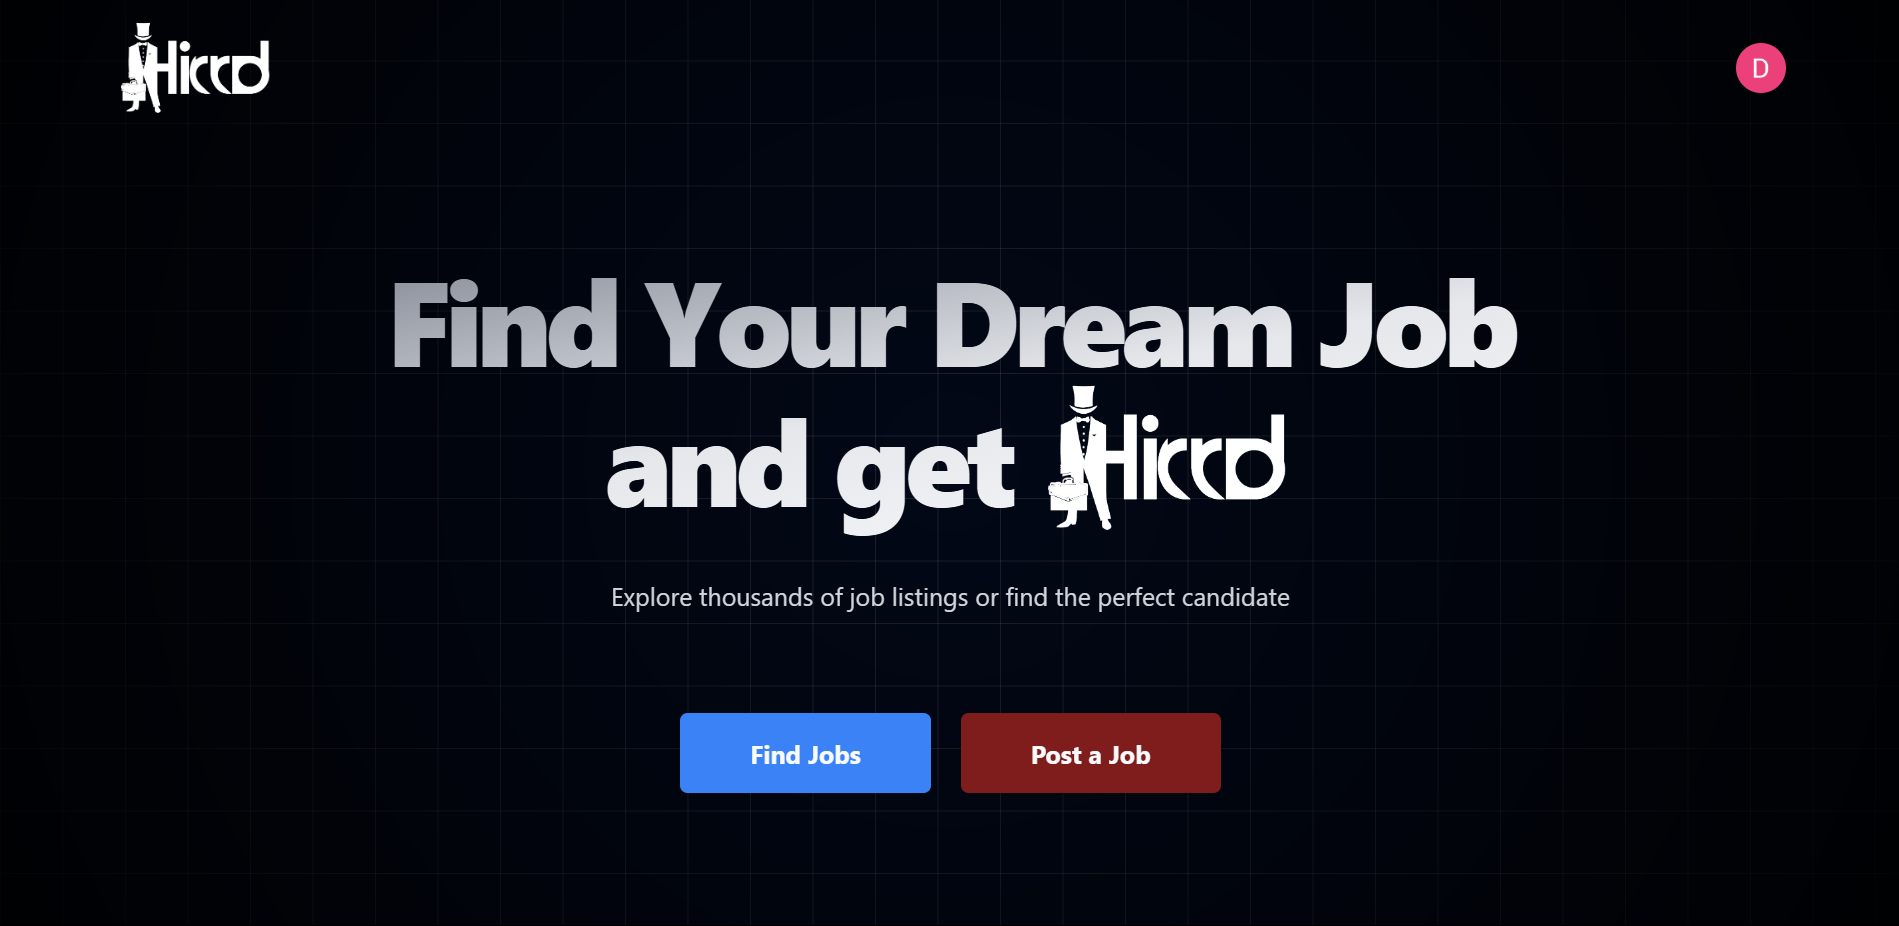 Hirrd
D
Find Your Dream Job
and get Hirrd
Explore thousands of job listings or find the perfect candidate
Find Jobs
Post a Job